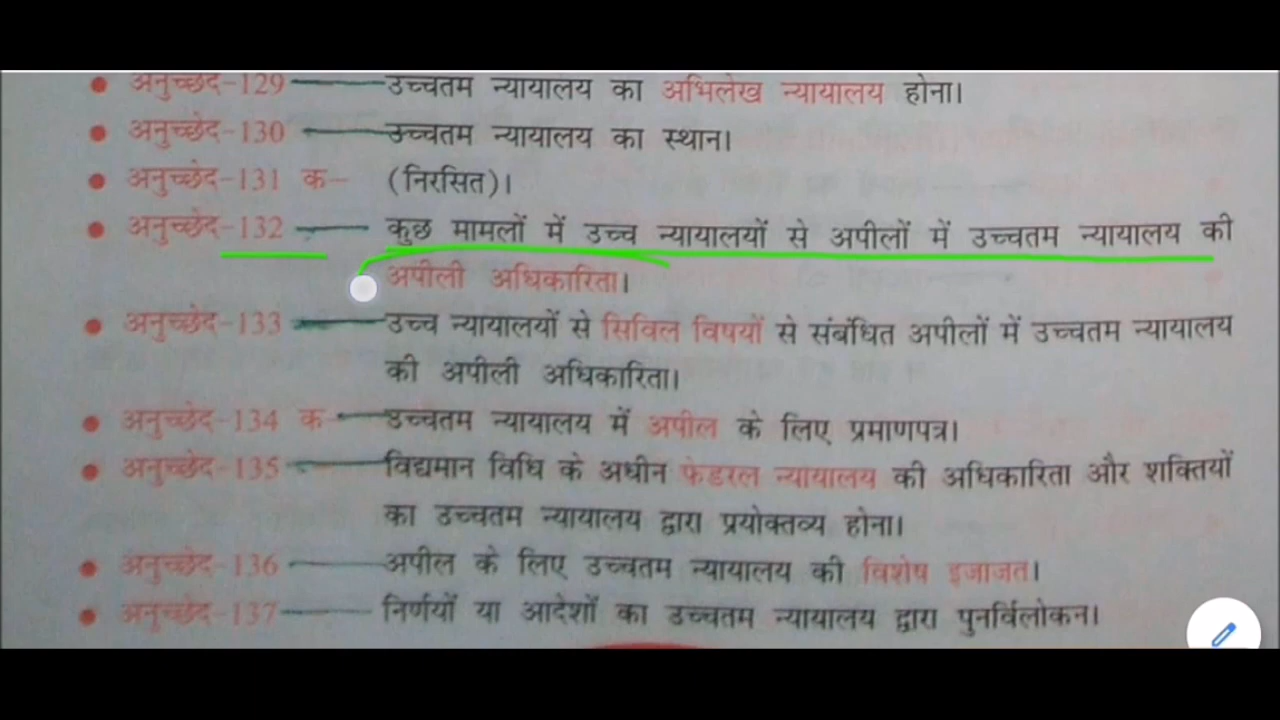 अनुच्छेद-129 उच्चतम न्यायालय का अभिलेख न्यायालय होना।
अनुच्छेद-130 उच्चतम न्यायालय का स्थान।
अनुच्छेद-131 क- (निरसित)।
अनुच्छेद-132 कुछ मामलों में उच्च न्यायालयों से अपीलों में उच्चतम न्यायालय की
अपीली अधिकारिता।
अनुच्छेद-133 उच्च न्यायालयों से सिविल विषयों से संबंधित अपीलों में उच्चतम न्यायालय
की अपीली अधिकारिता।
अनुच्छेद-134 क- उच्चतम न्यायालय में अपील के लिए प्रमाणपत्र।
अनुच्छेद-135 विद्यमान विधि के अधीन फेडरल न्यायालय की अधिकारिता और शक्तियों
का उच्चतम न्यायालय द्वारा प्रयोक्तव्य होना।
अनुच्छेद-136 अपील के लिए उच्चतम न्यायालय की विशेष इजाजत।
अनुच्छेद-137 निर्णयों या आदेशों का उच्चतम न्यायालय द्वारा पुनर्विलोकन।